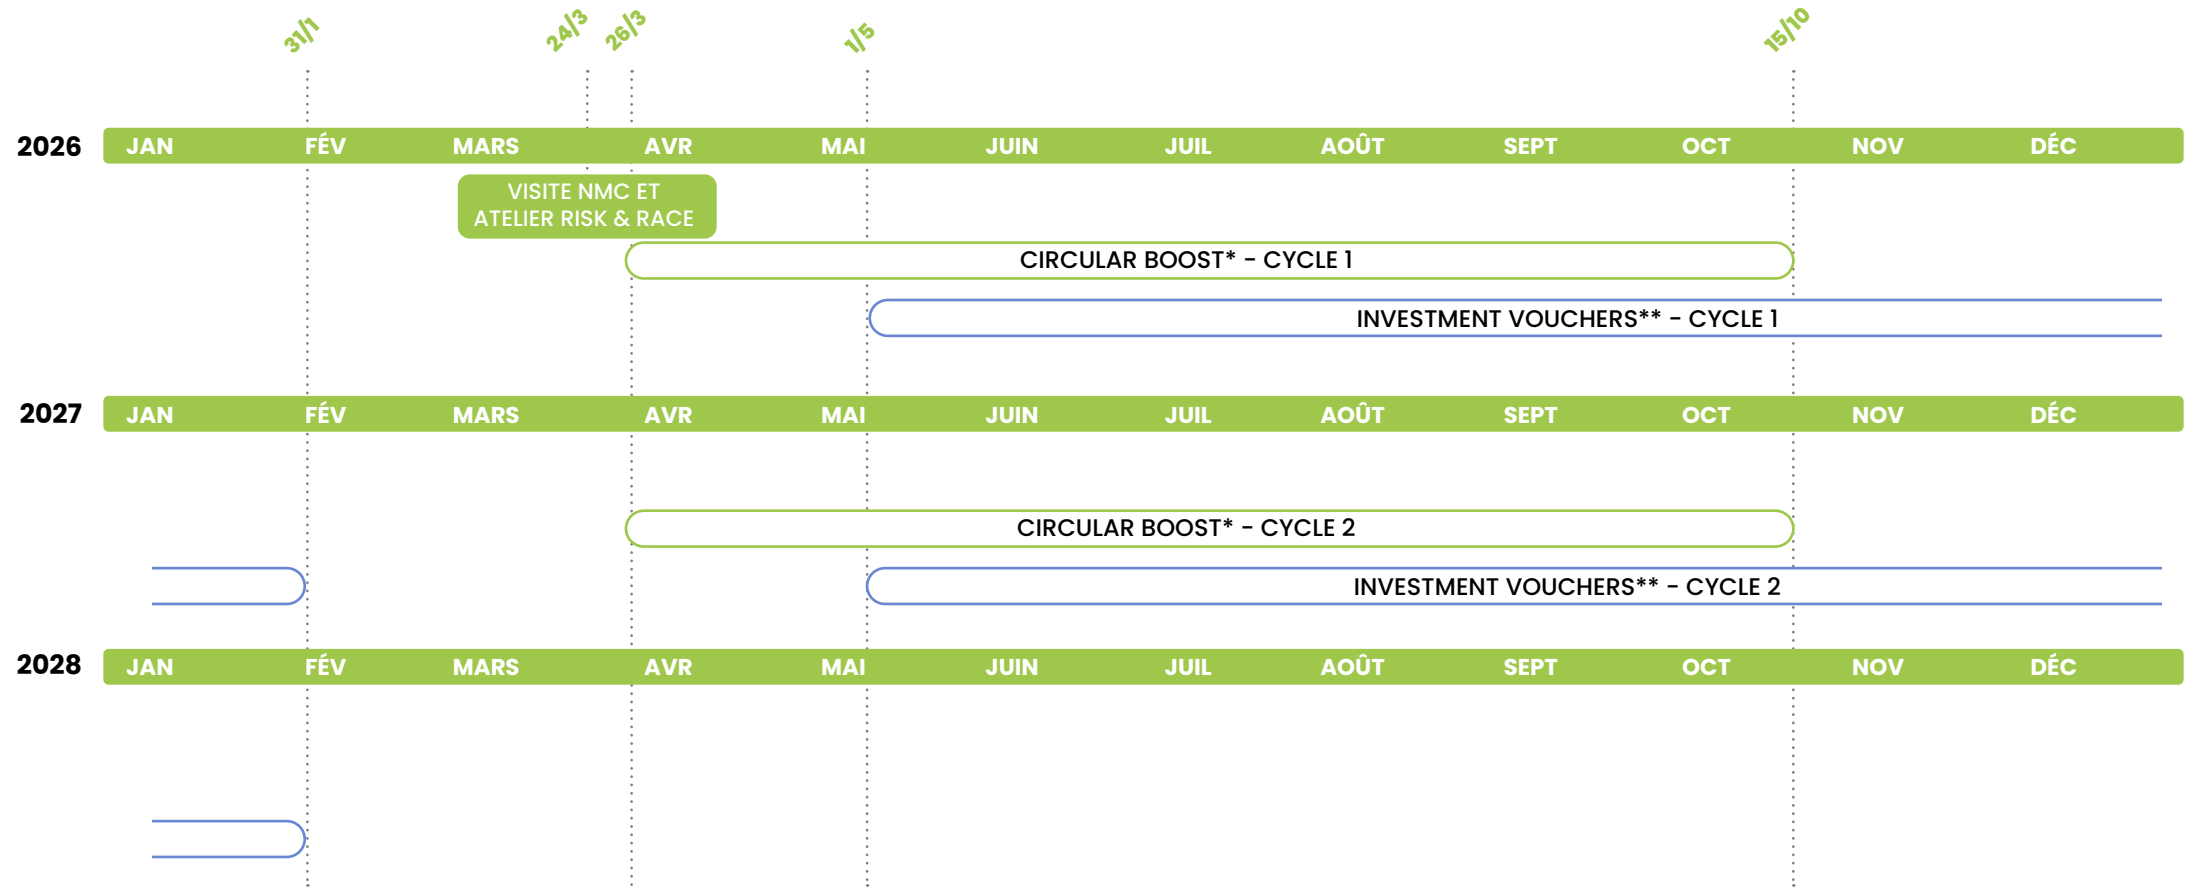 31/1 24/3 26/3 1/5 15/10
2026 JAN FÉV MARS AVR MAI JUIN JUIL AOÛT SEPT OCT NOV DÉC
VISITE NMC ET
ATELIER RISK & RACE
CIRCULAR BOOST* - CYCLE 1
INVESTMENT VOUCHERS** - CYCLE 1
2027 JAN FÉV MARS AVR MAI JUIN JUIL AOÛT SEPT OCT NOV DÉC
CIRCULAR BOOST* - CYCLE 2
INVESTMENT VOUCHERS** - CYCLE 2
2028 JAN FÉV MARS AVR MAI JUIN JUIL AOÛT SEPT OCT NOV DÉC